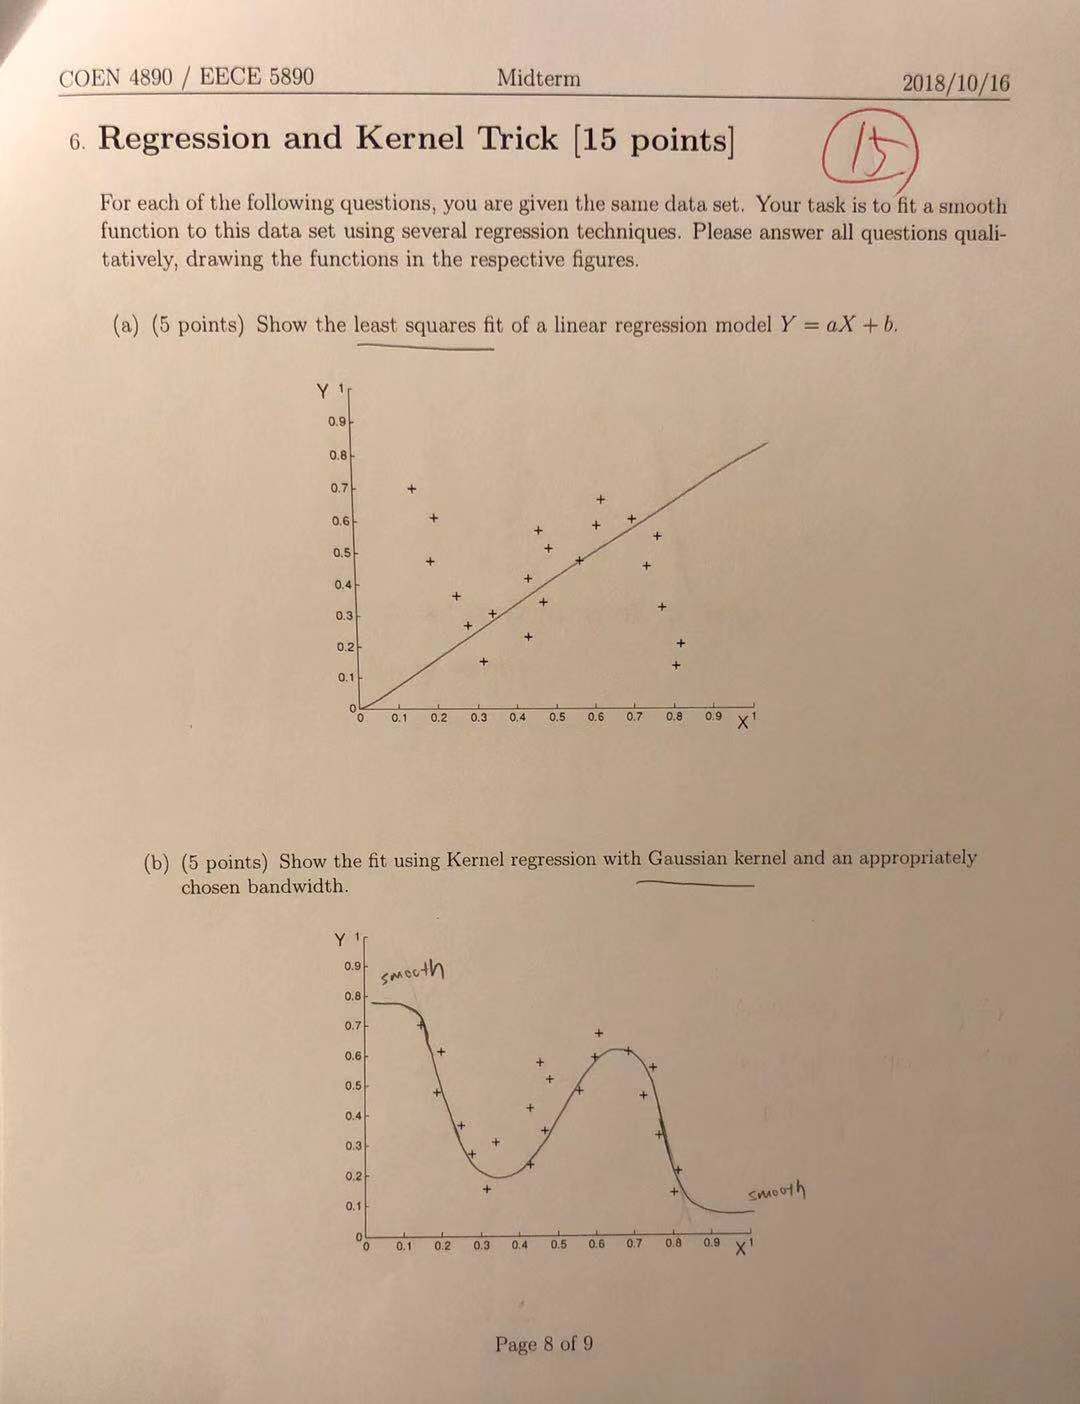 COEN 4890 / EECE 5890 Midterm 2018/10/16
6. Regression and Kernel Trick [15 points] 15
For each of the following questions, you are given the same data set. Your task is to fit a smooth
function to this data set using several regression techniques. Please answer all questions quali-
tatively, drawing the functions in the respective figures.
(a) (5 points) Show the least squares fit of a linear regression model Y = aX + b.
Y 1
0.9
0.8
0.7
0.6
0.5
0.4
0.3
0.2
0.1
0
0 0.1 0.2 0.3 0.4 0.5 0.6 0.7 0.8 0.9 X 1
(b) (5 points) Show the fit using Kernel regression with Gaussian kernel and an appropriately
chosen bandwidth.
Y 1
0.9 smooth
0.8
0.7
0.6
0.5
0.4
0.3
0.2 smooth
0.1
0
0 0.1 0.2 0.3 0.4 0.5 0.6 0.7 0.8 0.9 X 1
Page 8 of 9